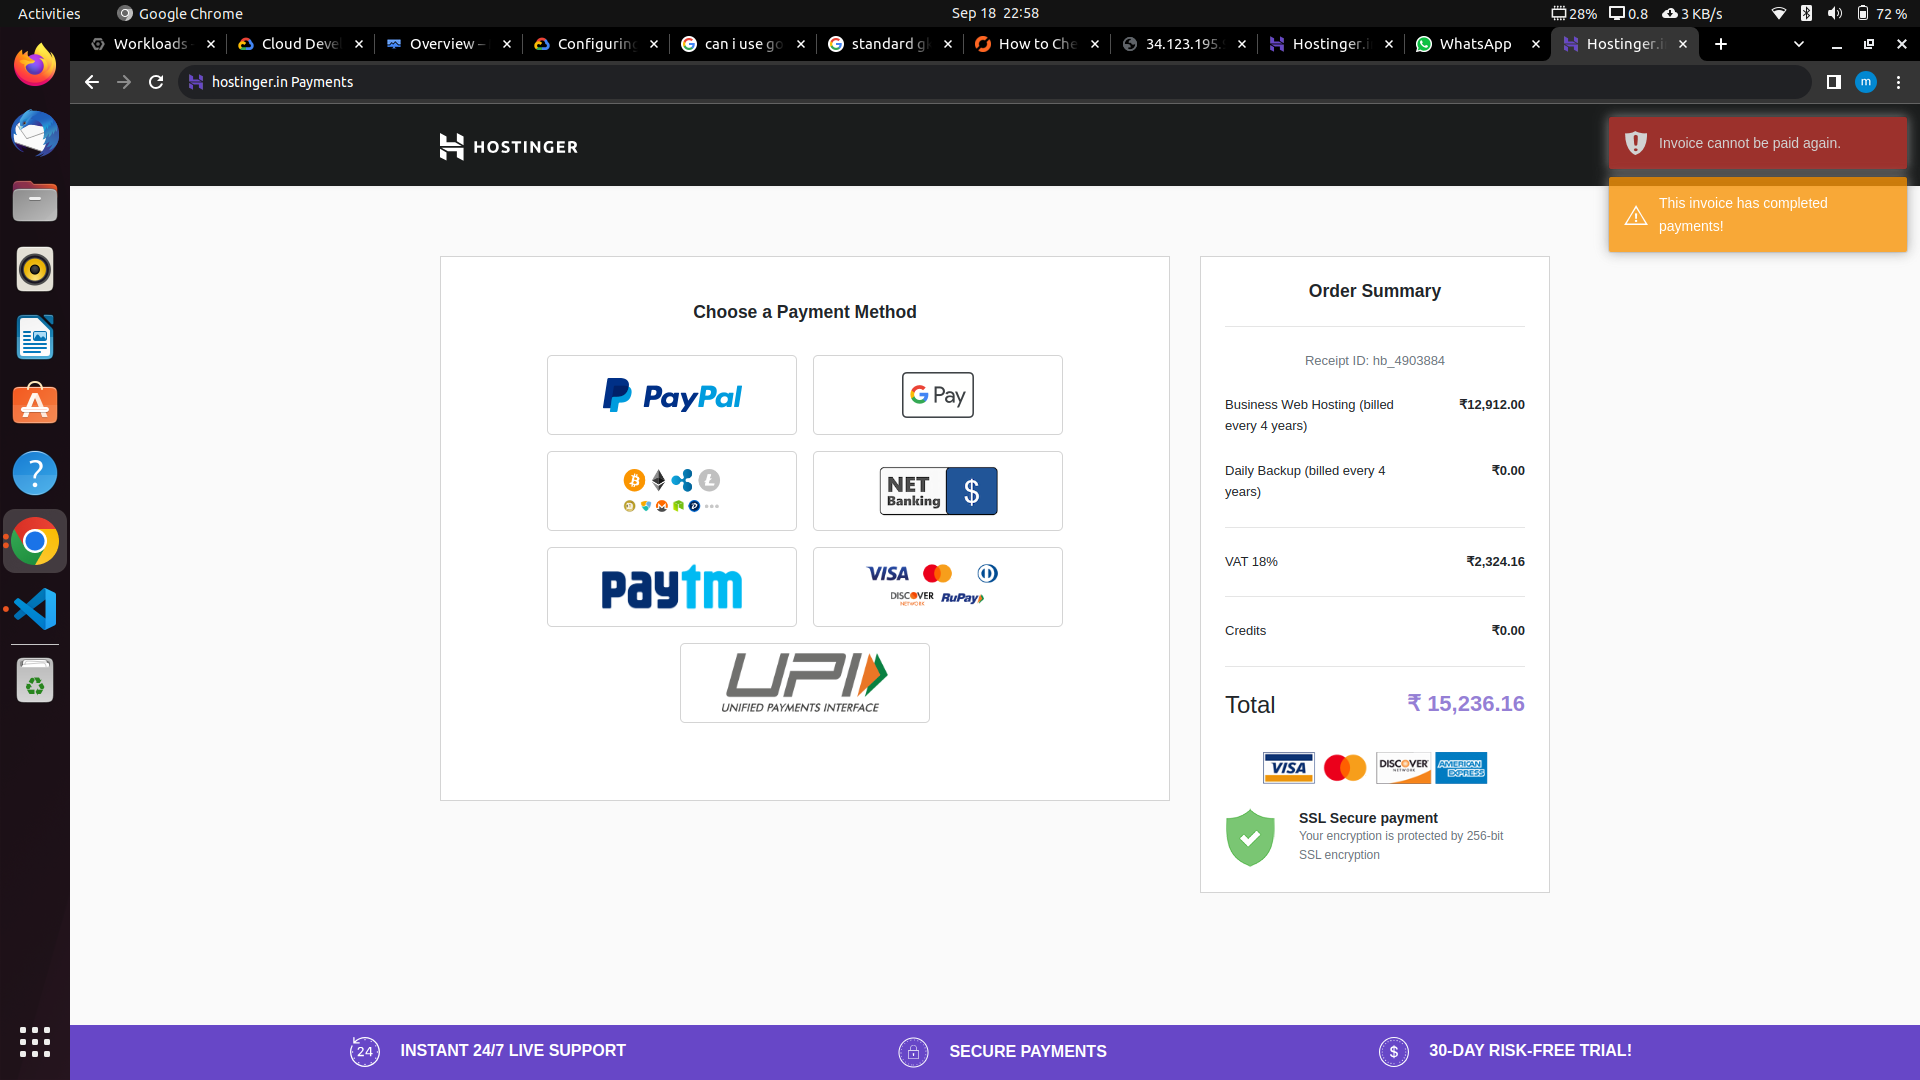 Activities
Google Chrome
Sep 18 22:58
28% 0.8 3 KB/s 72 %
Workloads
Cloud Deve
Overview –
Configuring
can i use go
standard gk
How to Che
34.123.195.
Hostinger.i
WhatsApp
Hostinger.i
hostinger.in Payments
m
HOSTINGER
Invoice cannot be paid again.
This invoice has completed
payments!
Choose a Payment Method
PayPal
G Pay
NET
Banking
$
paytm
VISA
DISCOVER
NETWORK
RuPay
UPI
UNIFIED PAYMENTS INTERFACE
Order Summary
Receipt ID: hb_4903884
Business Web Hosting (billed
every 4 years)
₹12,912.00
Daily Backup (billed every 4
years)
₹0.00
VAT 18%
₹2,324.16
Credits
₹0.00
Total
₹ 15,236.16
VISA
DISCOVER
NETWORK
AMERICAN
EXPRESS
SSL Secure payment
Your encryption is protected by 256-bit
SSL encryption
24 INSTANT 24/7 LIVE SUPPORT
SECURE PAYMENTS
$ 30-DAY RISK-FREE TRIAL!